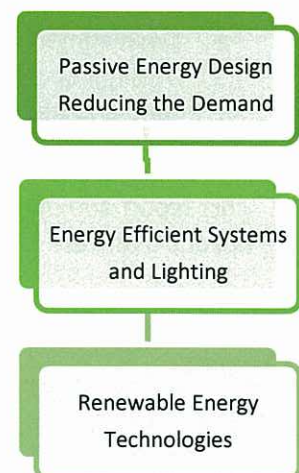 Passive Energy Design
Reducing the Demand
Energy Efficient Systems
and Lighting
Renewable Energy
Technologies